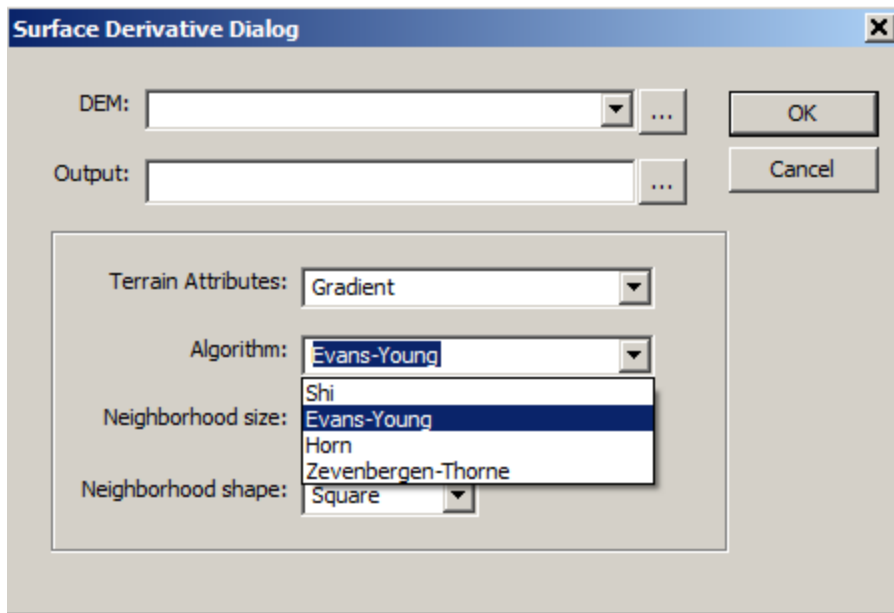 Surface Derivative Dialog
DEM:
...
OK
Output:
...
Cancel
Terrain Attributes: Gradient
Algorithm: Evans-Young
Shi
Neighborhood size: Evans-Young
Horn
Zevenbergen-Thorne
Neighborhood shape: Square